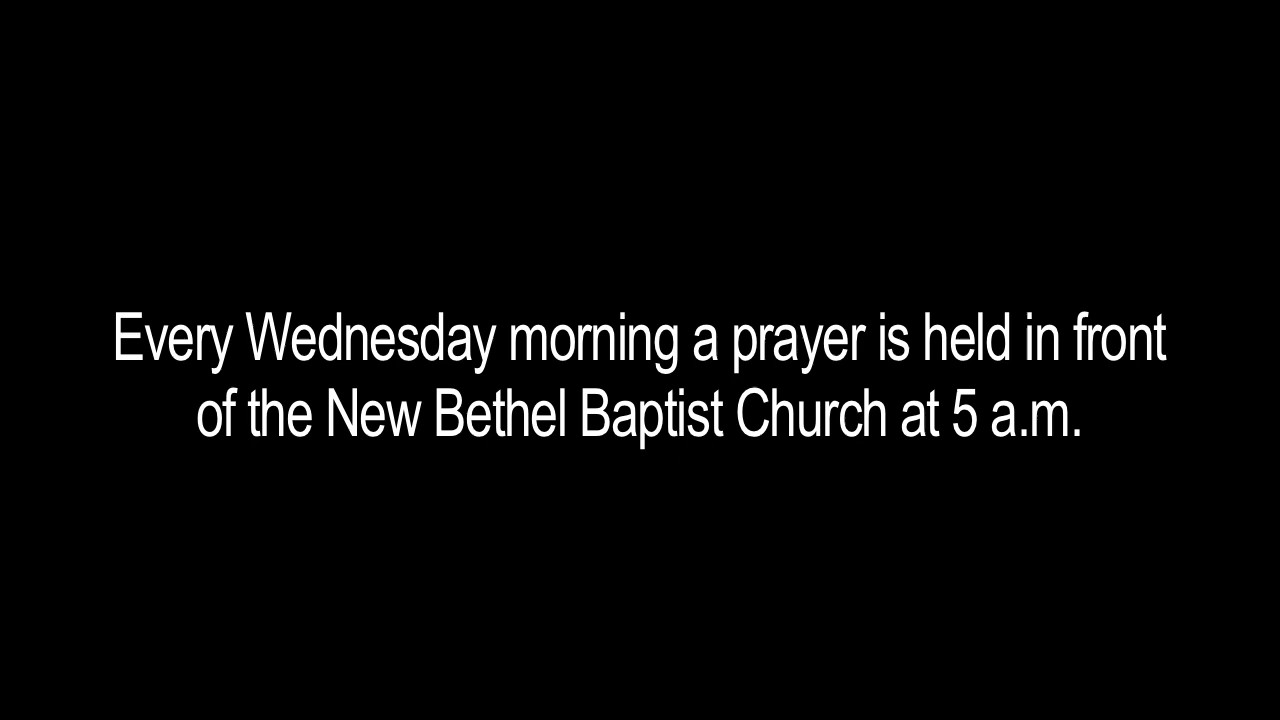 Every Wednesday morning a prayer is held in front
of the New Bethel Baptist Church at 5 a.m.